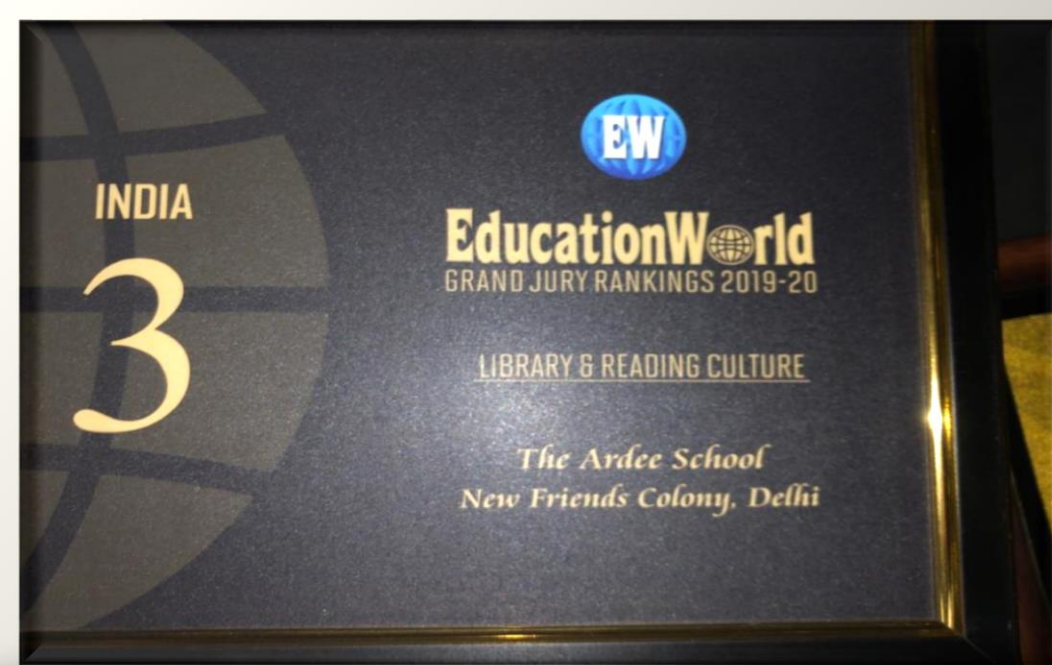 INDIA
3
EW
EducationWorld
GRAND JURY RANKINGS 2019-20
LIBRARY & READING CULTURE
The Ardee School
New Friends Colony, Delhi